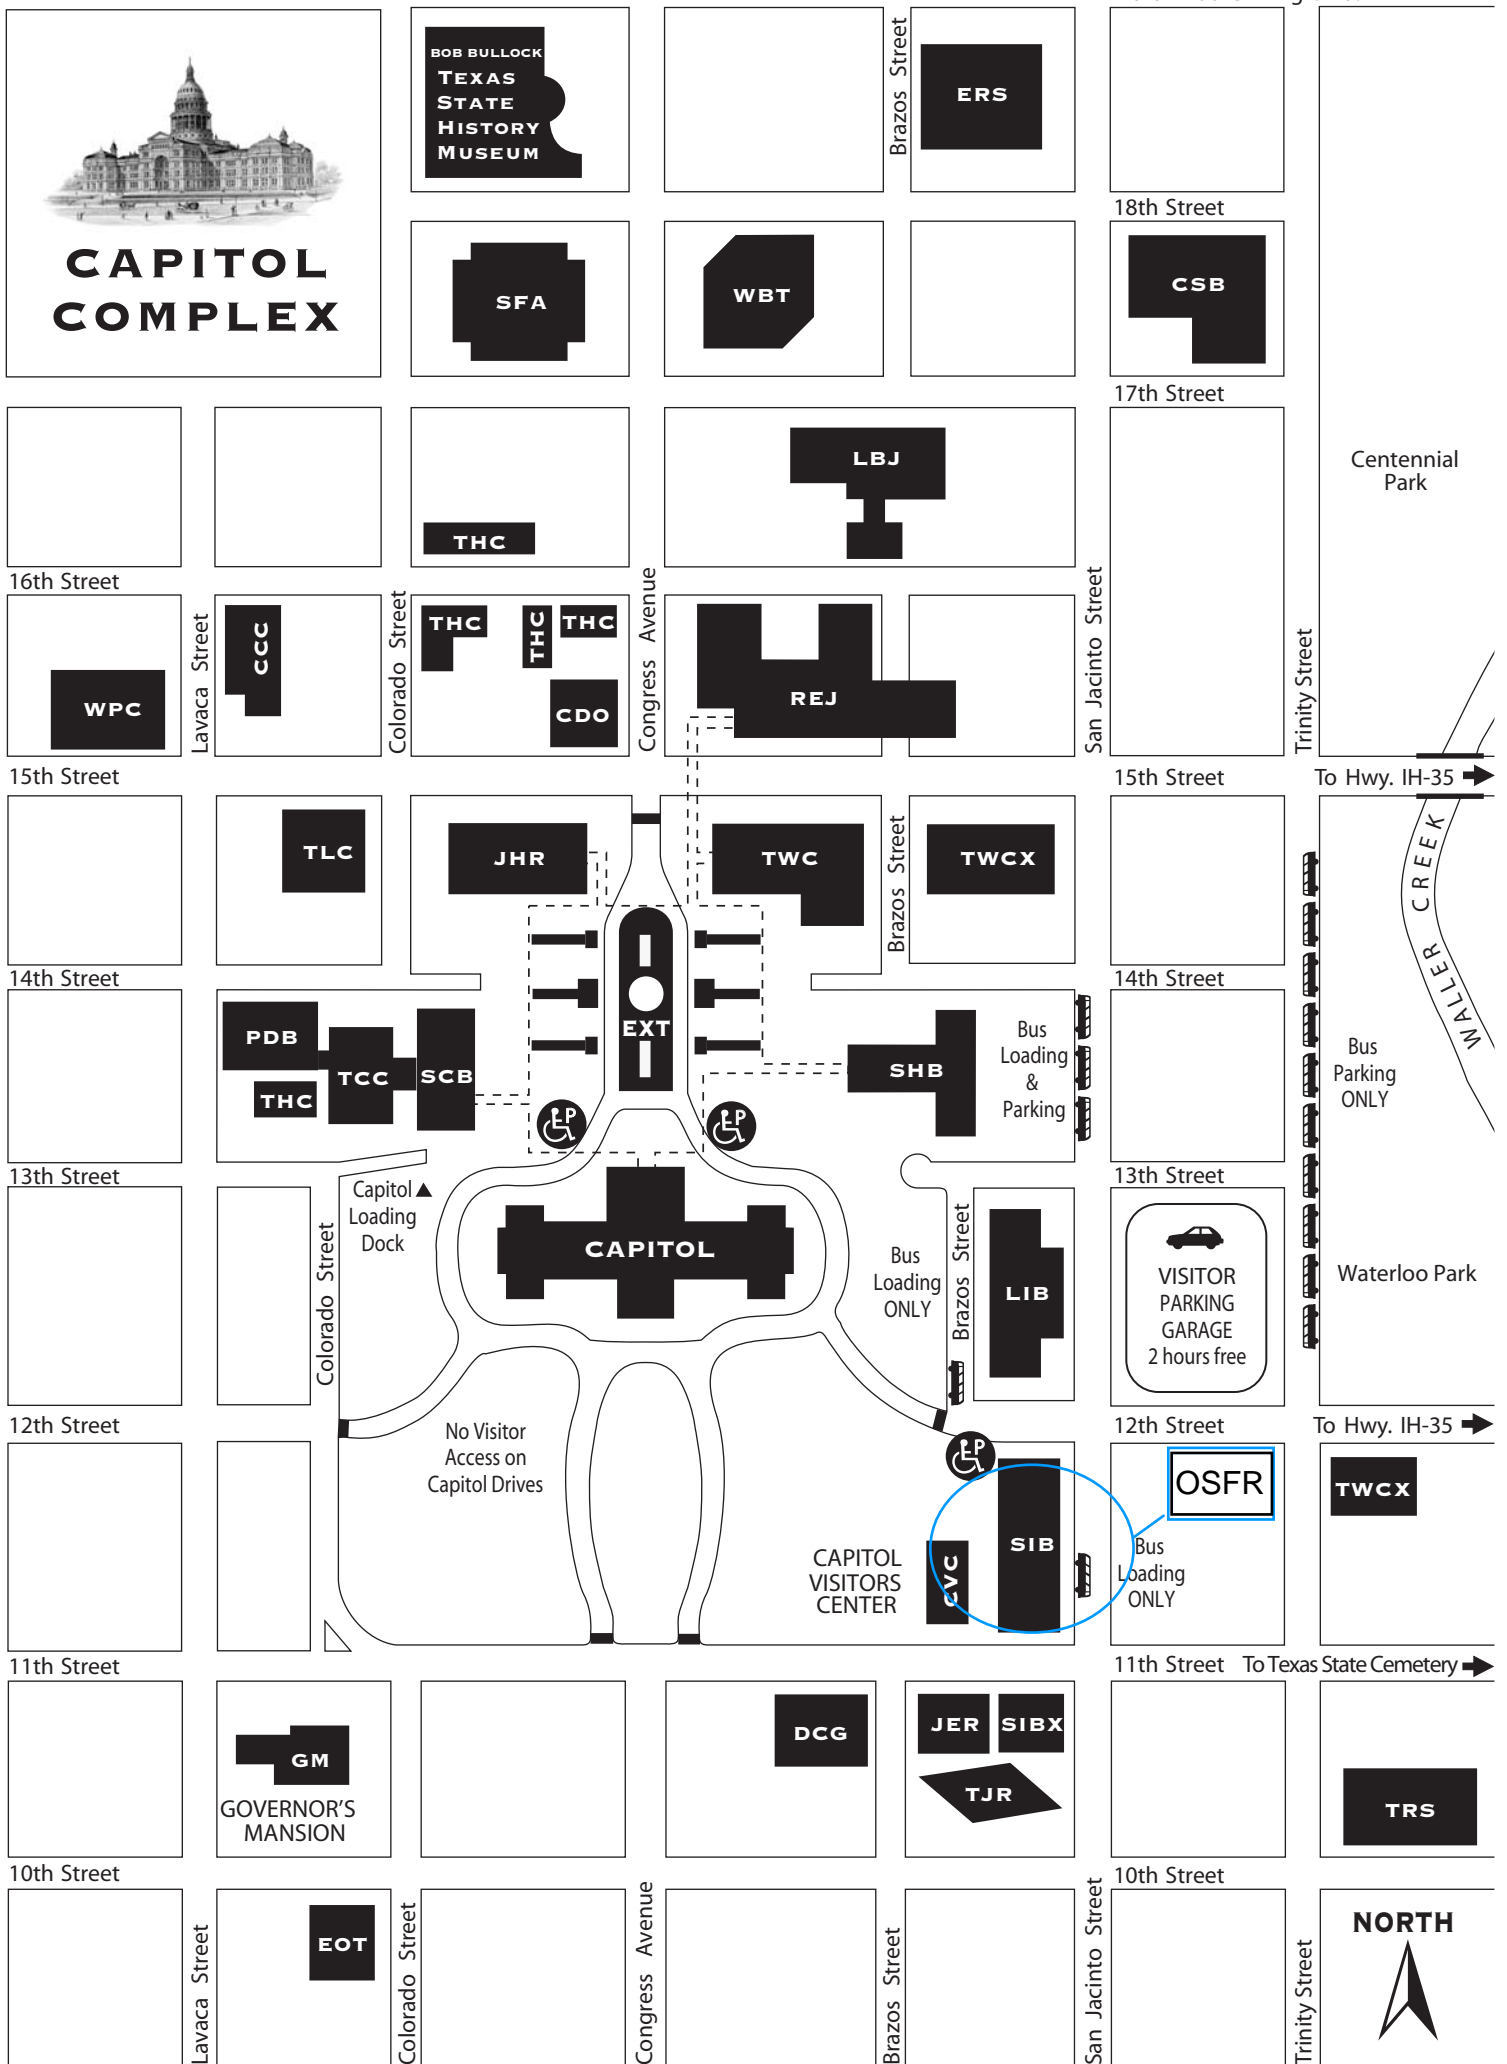 CAPITOL
COMPLEX
BOB BULLOCK
TEXAS
STATE
HISTORY
MUSEUM
Brazos Street
ERS
18th Street
SFA
WBT
CSB
17th Street
LBJ
Centennial
Park
THC
16th Street
Lavaca Street
CCC
Colorado Street
THC
THC
THC
Congress Avenue
San Jacinto Street
Trinity Street
WPC
CDO
REJ
15th Street
15th Street
To Hwy. IH-35
TLC
JHR
TWC
Brazos Street
TWCX
WALLER CREEK
14th Street
14th Street
PDB
TCC
SCB
THC
EXT
SHB
Bus
Loading
&
Parking
Bus
Parking
ONLY
P
P
13th Street
13th Street
Capitol
Loading
Dock
Colorado Street
CAPITOL
Bus
Loading
ONLY
Brazos Street
LIB
VISITOR
PARKING
GARAGE
2 hours free
Waterloo Park
12th Street
12th Street
To Hwy. IH-35
No Visitor
Access on
Capitol Drives
P
OSFR
TWCX
CAPITOL
VISITORS
CENTER
CVC
SIB
Bus
Loading
ONLY
11th Street
11th Street
To Texas State Cemetery
GM
GOVERNOR'S
MANSION
DCG
JER
SIBX
TJR
TRS
10th Street
10th Street
Lavaca Street
EOT
Colorado Street
Congress Avenue
Brazos Street
San Jacinto Street
Trinity Street
NORTH